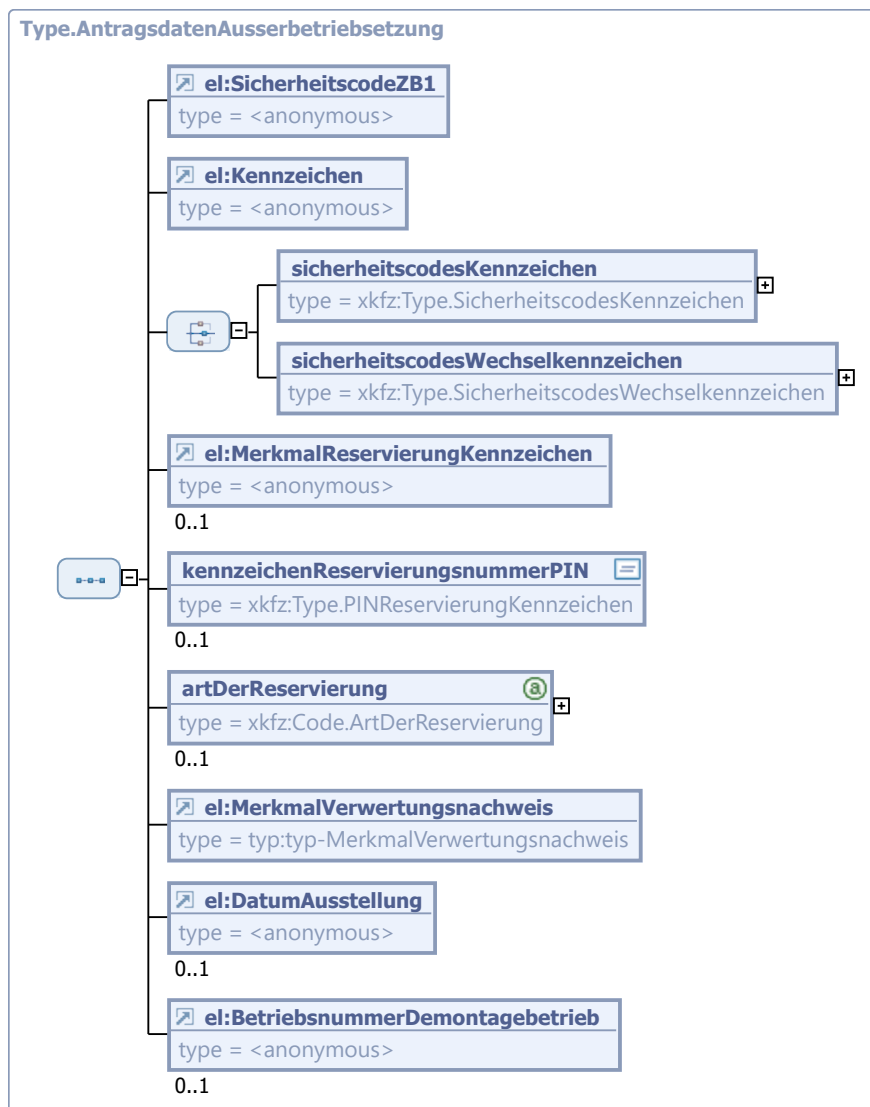 Type.AntragsdatenAusserbetriebsetzung
el:SicherheitscodeZB1
type = <anonymous>
el:Kennzeichen
type = <anonymous>
sicherheitscodesKennzeichen
type = xkfz:Type.SicherheitscodesKennzeichen
sicherheitscodesWechselkennzeichen
type = xkfz:Type.SicherheitscodesWechselkennzeichen
el:MerkmalReservierungKennzeichen
type = <anonymous>
0..1
kennzeichenReservierungsnummerPIN
type = xkfz:Type.PINReservierungKennzeichen
0..1
artDerReservierung
a
type = xkfz:Code.ArtDerReservierung
0..1
el:MerkmalVerwertungsnachweis
type = typ:typ-MerkmalVerwertungsnachweis
el:DatumAusstellung
type = <anonymous>
0..1
el:BetriebsnummerDemontagebetrieb
type = <anonymous>
0..1